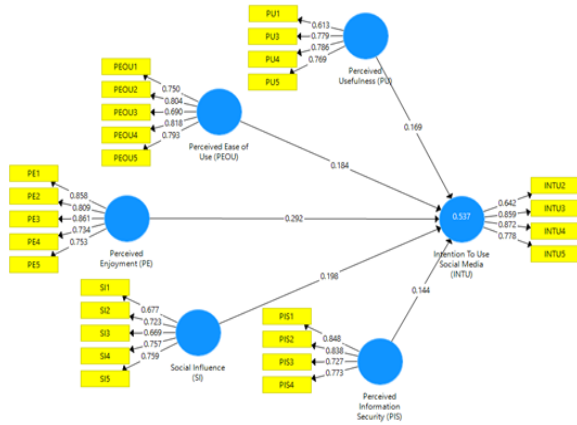 PU1
PU3
PU4
PU5
0.613
0.779
0.786
0.769
Perceived
Usefulness (PU)
PEOU1
PEOU2
PEOU3
PEOU4
PEOU5
0.750
0.804
0.690
0.818
0.793
Perceived Ease of
Use (PEOU)
0.169
0.184
PE1
PE2
PE3
PE4
PE5
0.858
0.809
0.861
0.734
0.753
Perceived
Enjoyment (PE)
0.292
0.537
Intention To Use
Social Media
(INTU)
0.642
0.859
0.872
0.778
INTU2
INTU3
INTU4
INTU5
0.198
0.144
SI1
SI2
SI3
SI4
SI5
0.677
0.723
0.669
0.757
0.759
Social Influence
(SI)
PIS1
PIS2
PIS3
PIS4
0.848
0.838
0.727
0.773
Perceived
Information
Security (PIS)